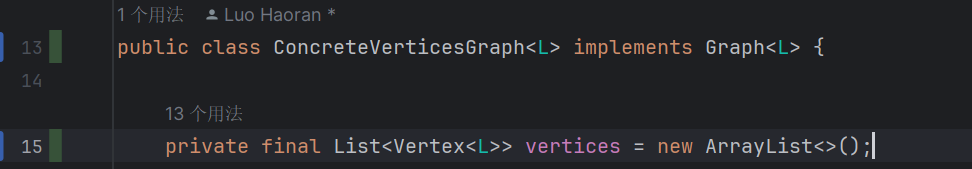 1 个用法 Luo Haoran *
13 public class ConcreteVerticesGraph<L> implements Graph<L> {
14
13 个用法
15 private final List<Vertex<L>> vertices = new ArrayList<>();